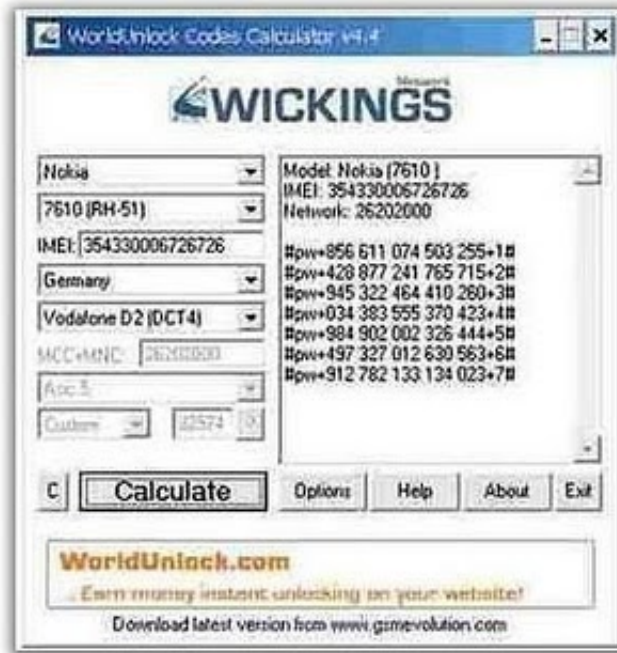 WorldUnlock Codes Calculator v4.4
Network
WICKINGS
Nokia
7610 (RH-51)
IMEI: 354330006726726
Germany
Vodafone D2 (DCT4)
MCC+MNC: 26202000
Asc 5
Custom 22574
Model: Nokia (7610 )
IMEI: 354330006726726
Network: 26202000
#pw+856 611 074 503 255+1#
#pw+428 877 241 765 715+2#
#pw+945 322 464 410 260+3#
#pw+034 383 555 370 423+4#
#pw+984 902 002 326 444+5#
#pw+497 327 012 630 563+6#
#pw+912 782 133 134 023+7#
C Calculate Options Help About Exit
WorldUnlock.com
Earn money instant unlocking on your website!
Download latest version from www.gsmevolution.com